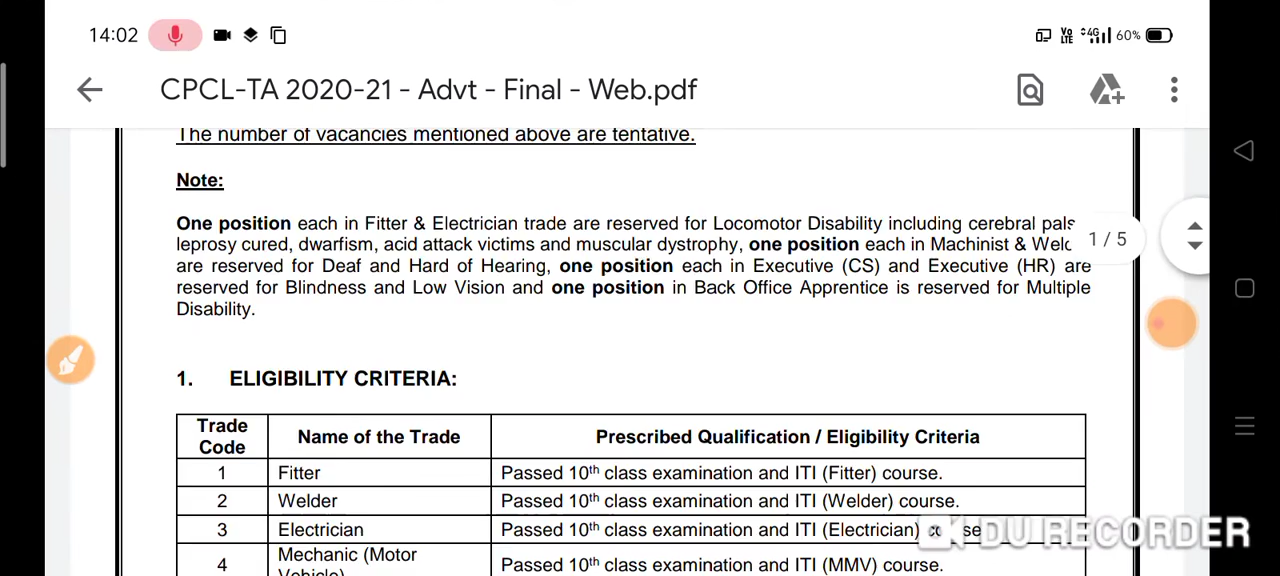 14:02
Vo LTE 4G 60%
CPCL-TA 2020-21 - Advt - Final - Web.pdf
The number of vacancies mentioned above are tentative.
Note:
One position each in Fitter & Electrician trade are reserved for Locomotor Disability including cerebral pals
leprosy cured, dwarfism, acid attack victims and muscular dystrophy, one position each in Machinist & Weld
1 / 5
are reserved for Deaf and Hard of Hearing, one position each in Executive (CS) and Executive (HR) are
reserved for Blindness and Low Vision and one position in Back Office Apprentice is reserved for Multiple
Disability.
1. ELIGIBILITY CRITERIA:
Trade Code Name of the Trade Prescribed Qualification / Eligibility Criteria
1 Fitter Passed 10th class examination and ITI (Fitter) course.
2 Welder Passed 10th class examination and ITI (Welder) course.
3 Electrician Passed 10th class examination and ITI (Electrician)
DU RECORDER
4 Mechanic (Motor Vehicle) Passed 10th class examination and ITI (MMV) course.